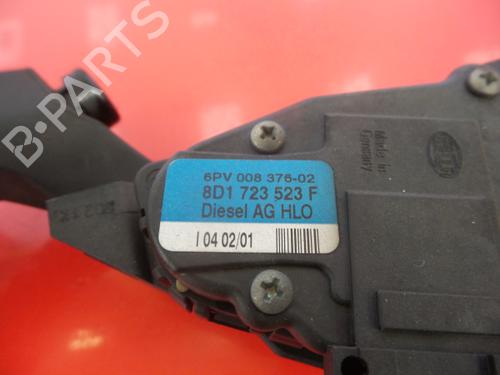 B-PARTS
6PV 008 376-02
8D1 723 523 F
Diesel AG HLO
I 04 02/01
Made in
Germany